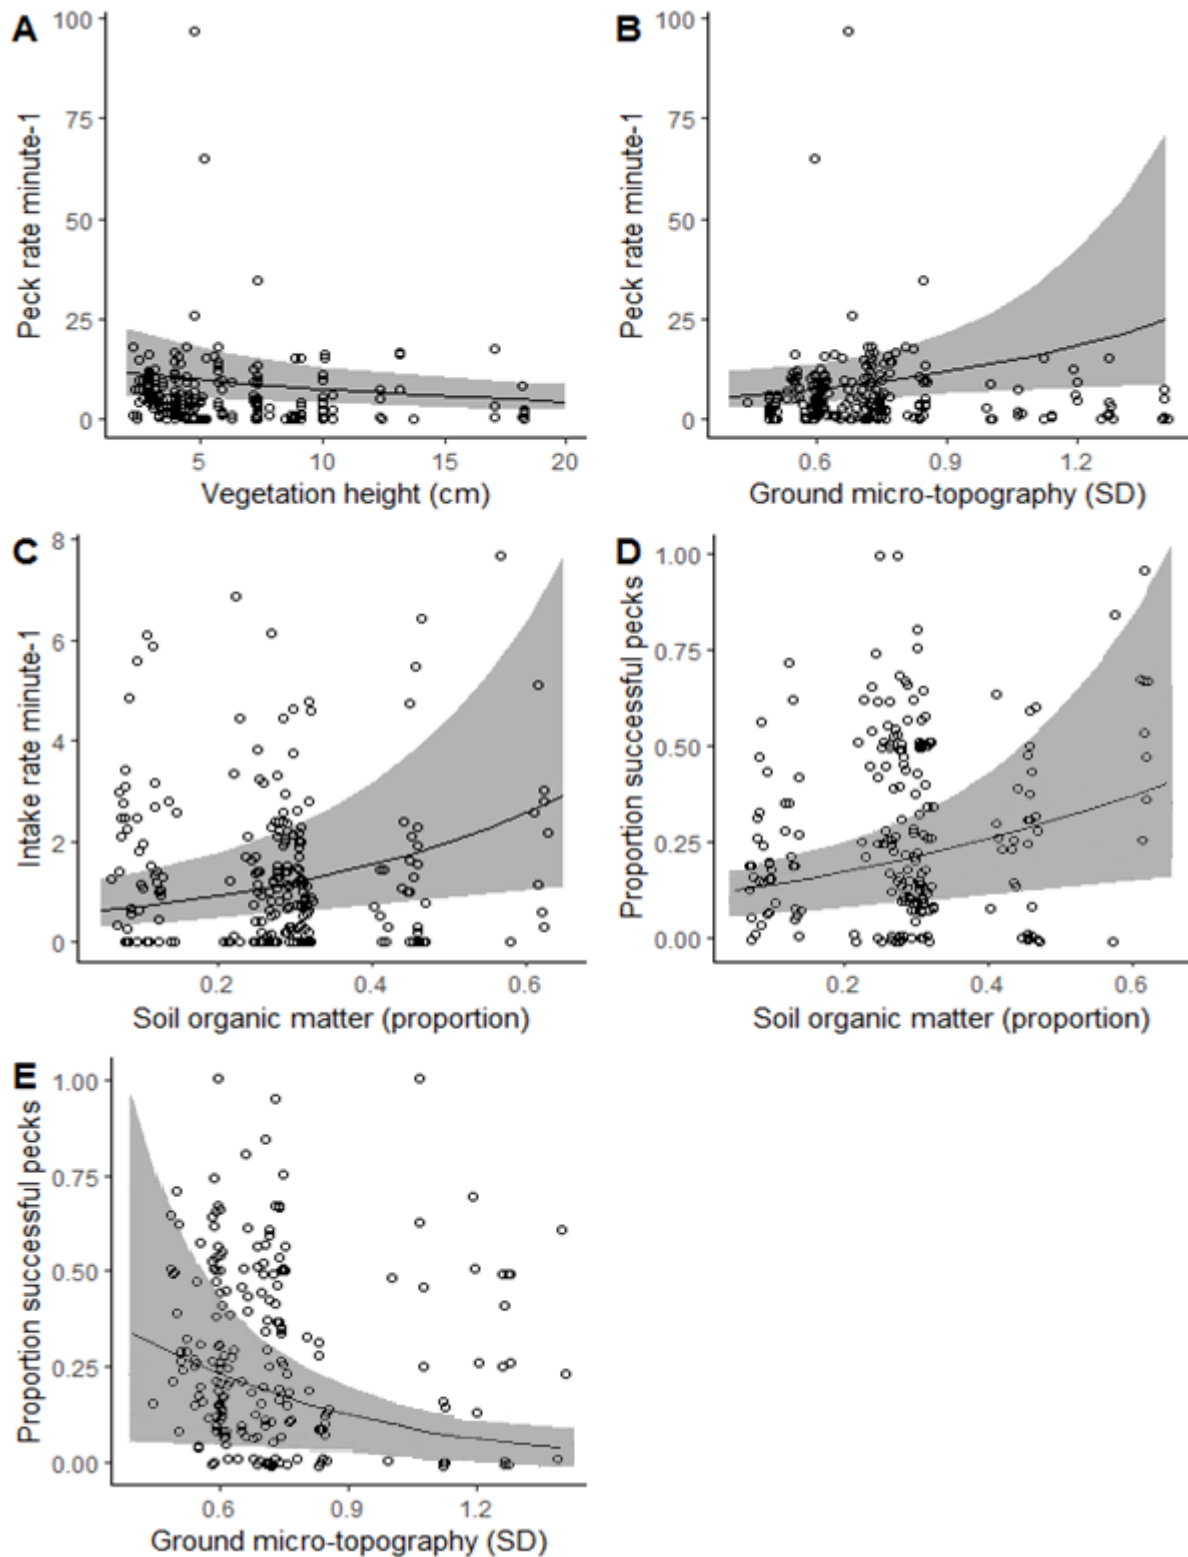 A
B
100
75
50
25
0
Peck rate minute-1
5
10
15
20
Vegetation height (cm)
100
75
50
25
0
Peck rate minute-1
0.6
0.9
1.2
Ground micro-topography (SD)
C
D
8
6
4
2
0
Intake rate minute-1
0.2
0.4
0.6
Soil organic matter (proportion)
1.00
0.75
0.50
0.25
0.00
Proportion successful pecks
0.2
0.4
0.6
Soil organic matter (proportion)
E
1.00
0.75
0.50
0.25
0.00
Proportion successful pecks
0.6
0.9
1.2
Ground micro-topography (SD)